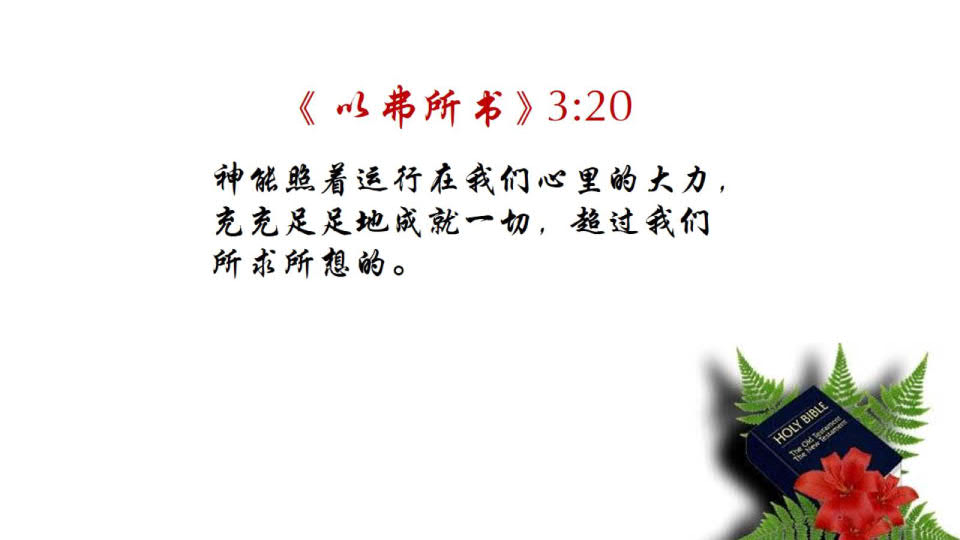 《以弗所书》3:20
神能照着运行在我们心里的大力，
充充足足地成就一切，超过我们
所求所想的。
HOLY BIBLE
The Old Testament
The New Testament